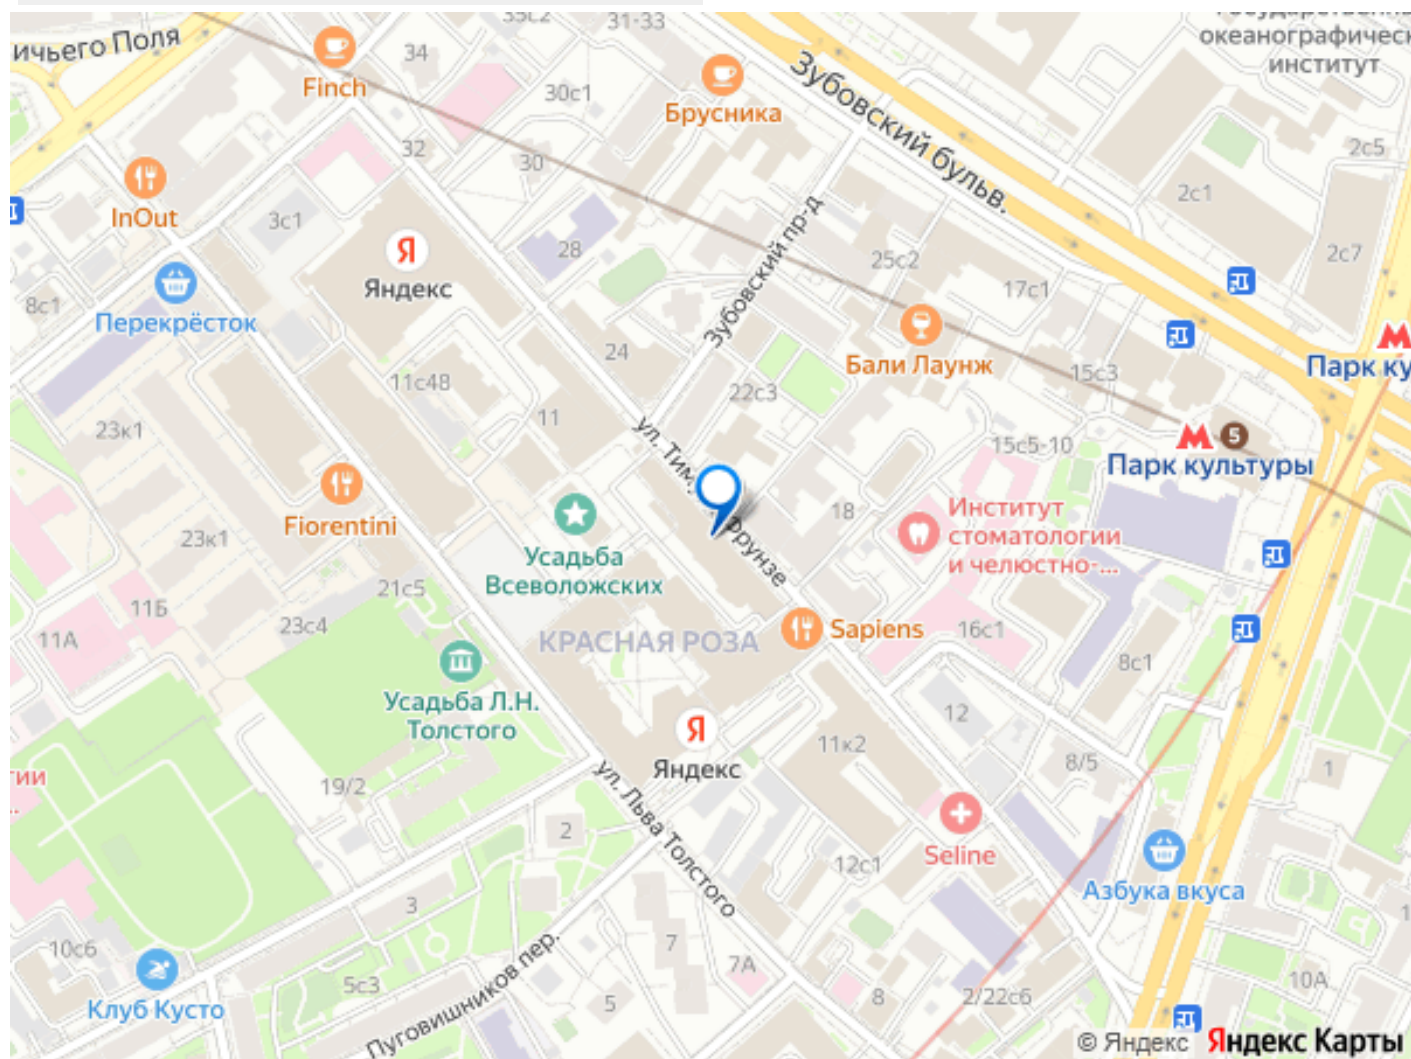 35с2
31-33
Государственный
океанографическ
институт
ичьего Поля
34
Finch
30с1
Брусника
Зубовский бульв.
2с5
32
30
2с1
InOut
3с1
28
Зубовский пр-д
25с2
2с7
Яндекс
17с1
8с1
Перекрёсток
24
Бали Лаунж
15с3
Парк ку
11с48
22с3
11
23к1
ул. Тиму
Фрунзе
15с5-10
5
Парк культуры
Fiorentini
18
Институт
стоматологии
и челюстно-...
23к1
Усадьба
Всеволожских
21с5
11Б
23с4
11А
КРАСНАЯ РОЗА
Sapiens
16с1
8с1
Усадьба Л.Н.
Толстого
12
11к2
Яндекс
8/5
1
гии
...
19/2
ул. Льва Толстого
2
Seline
12с1
Азбука вкуса
3
10с6
7
7А
5с3
10А
Клуб Кусто
Пуговишников пер.
5
8
2/22с6
© Яндекс Яндекс Карты